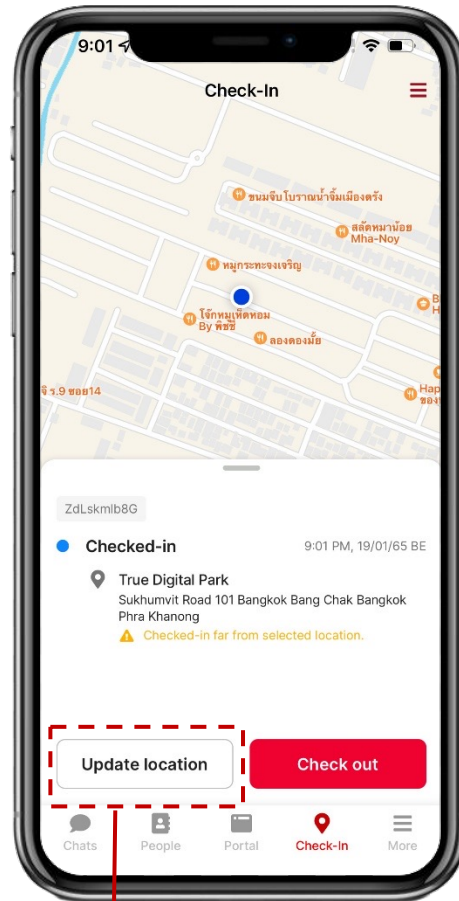 9:01
Check-In
ขนมจีบโบราณน้ำจิ้มเมืองตรัง
สลัดหมาน้อย
Mha-Noy
หมูกระทะจงเจริญ
โจ๊กหมูเห็ดหอม
By พิชชี่
ลองดองมั้ย
ร.9 ซอย14
Hap
ของ
ZdLskmlb8G
Checked-in
9:01 PM, 19/01/65 BE
True Digital Park
Sukhumvit Road 101 Bangkok Bang Chak Bangkok
Phra Khanong
Checked-in far from selected location.
Update location
Check out
Chats
People
Portal
Check-In
More